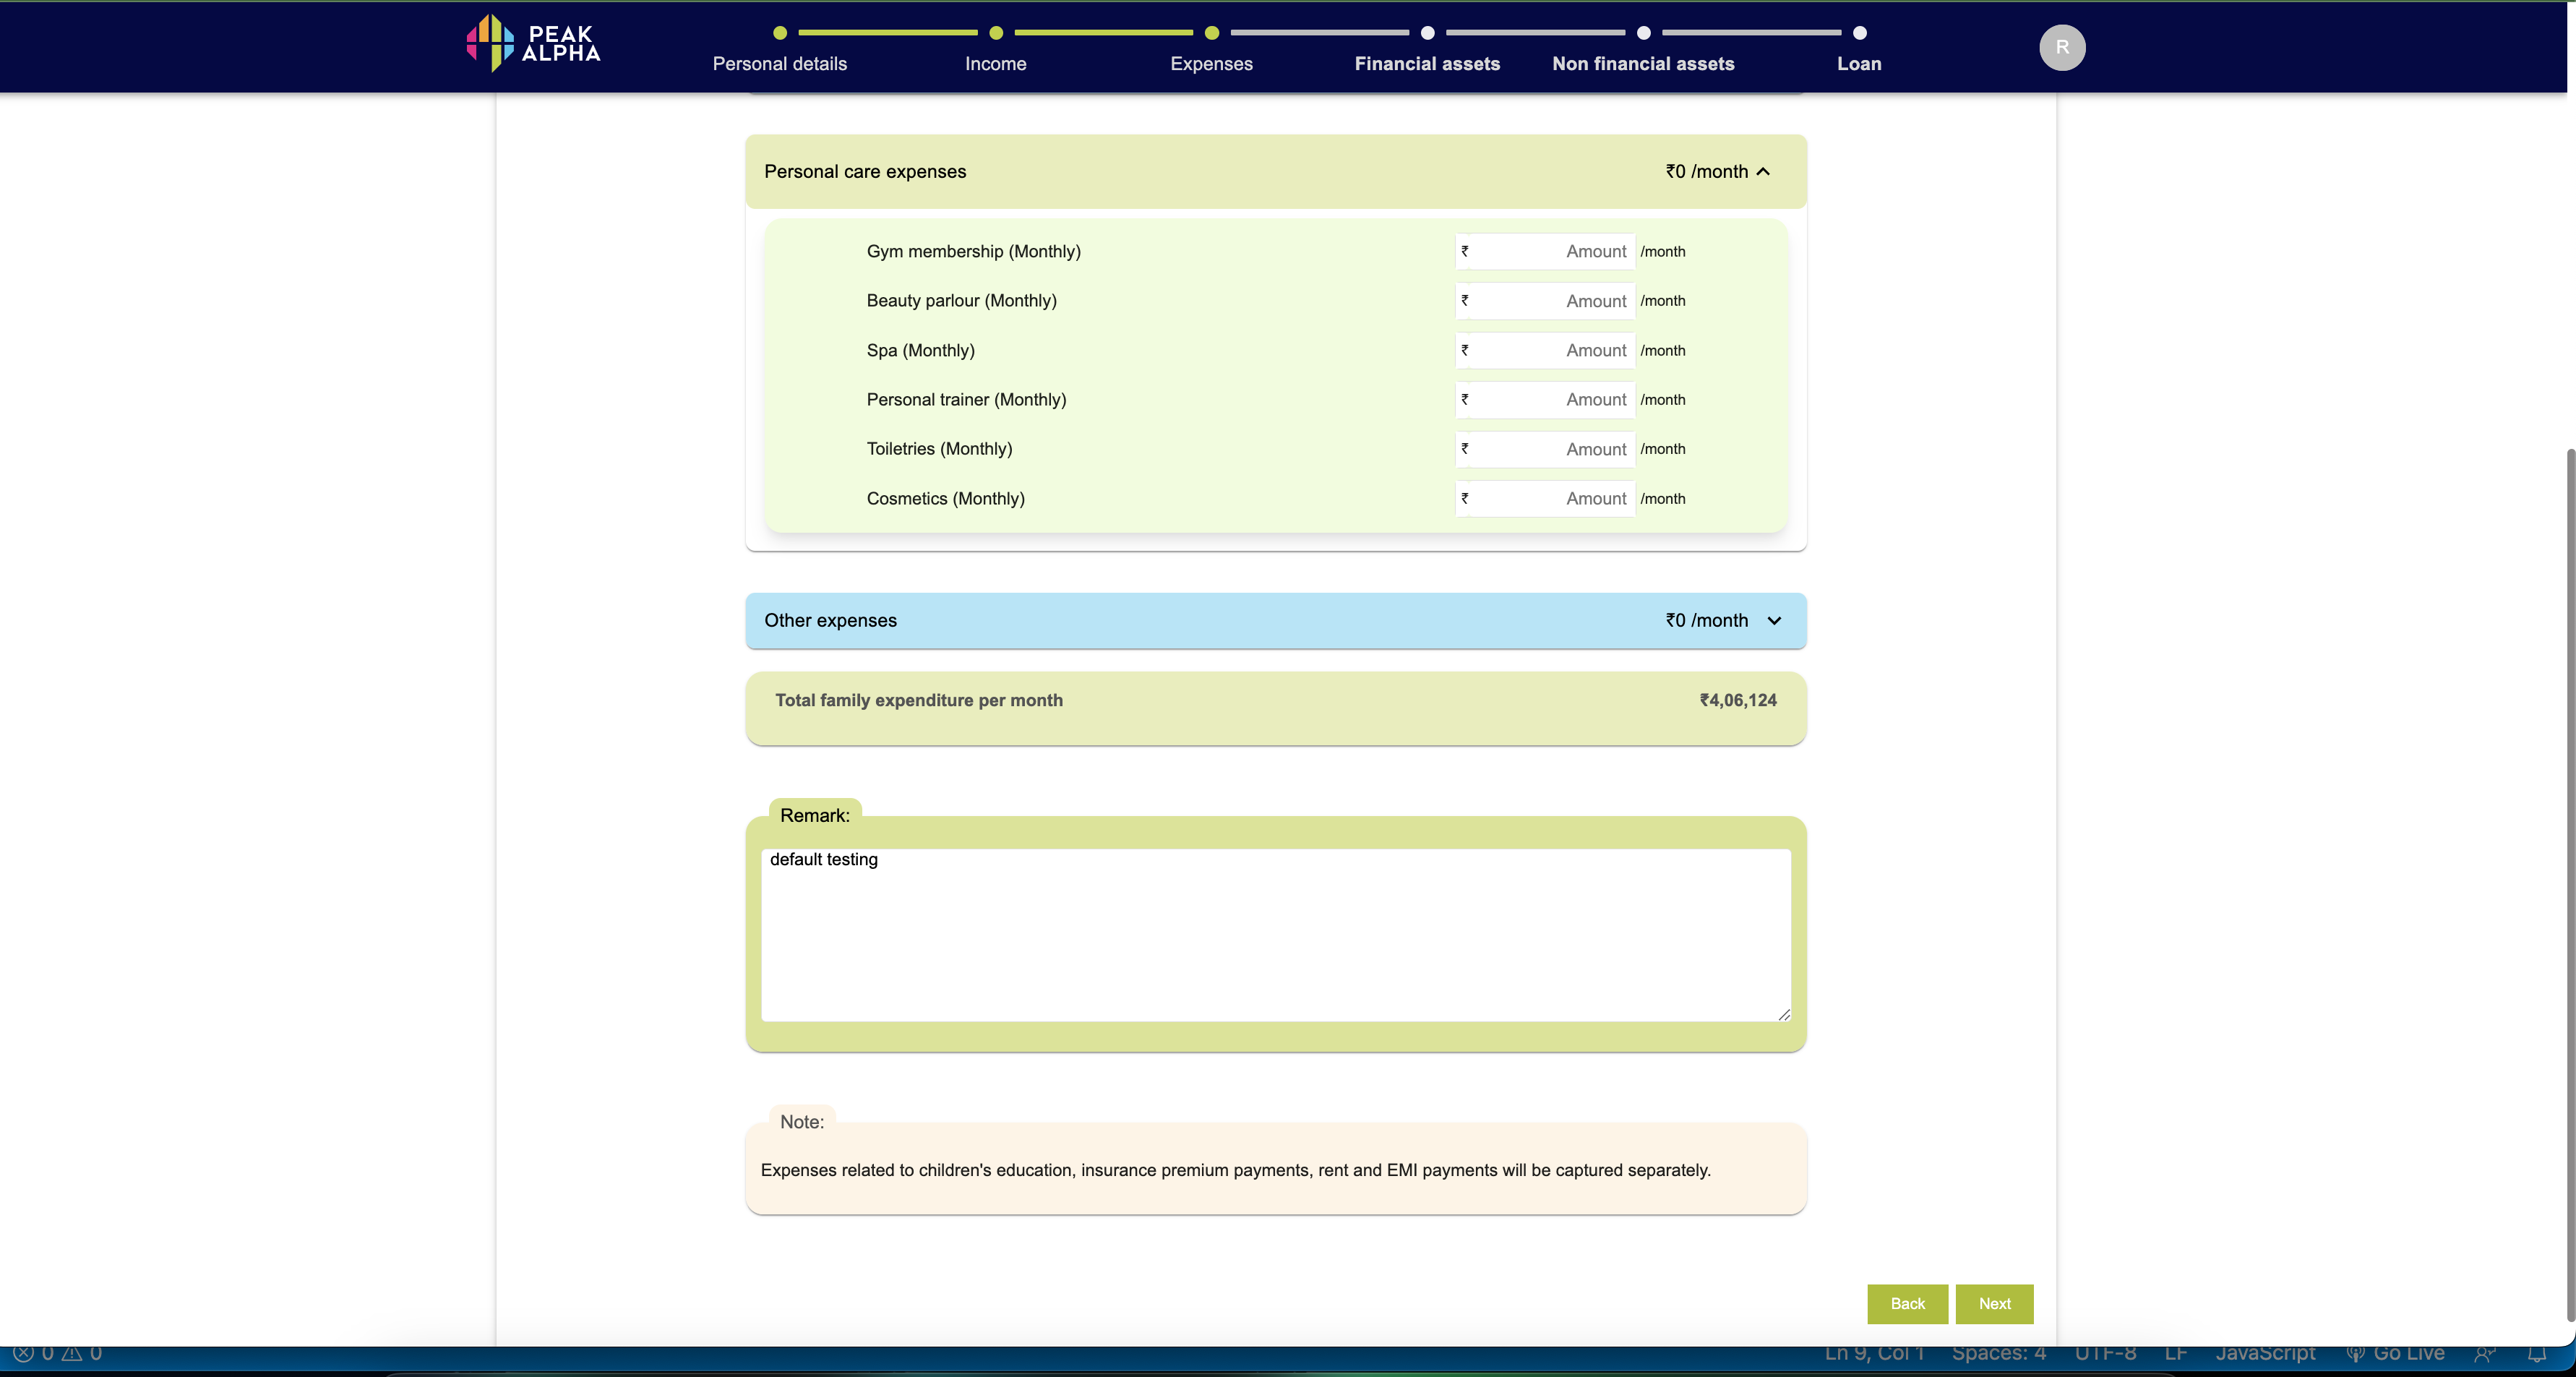 PEAK
ALPHA
Personal details
Income
Expenses
Financial assets
Non financial assets
Loan
R
Personal care expenses ₹0 /month
Gym membership (Monthly) ₹ Amount /month
Beauty parlour (Monthly) ₹ Amount /month
Spa (Monthly) ₹ Amount /month
Personal trainer (Monthly) ₹ Amount /month
Toiletries (Monthly) ₹ Amount /month
Cosmetics (Monthly) ₹ Amount /month
Other expenses ₹0 /month
Total family expenditure per month ₹4,06,124
Remark:
default testing
Note:
Expenses related to children's education, insurance premium payments, rent and EMI payments will be captured separately.
Back Next
0 0 Ln 9, Col 1 Spaces: 4 UTF-8 LF JavaScript Go Live